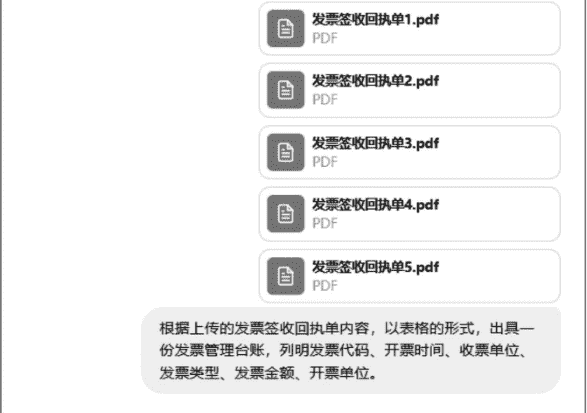 发票签收回执单1.pdf
PDF
发票签收回执单2.pdf
PDF
发票签收回执单3.pdf
PDF
发票签收回执单4.pdf
PDF
发票签收回执单5.pdf
PDF
根据上传的发票签收回执单内容，以表格的形式，出具一
份发票管理台账，列明发票代码、开票时间、收票单位、
发票类型、发票金额、开票单位。